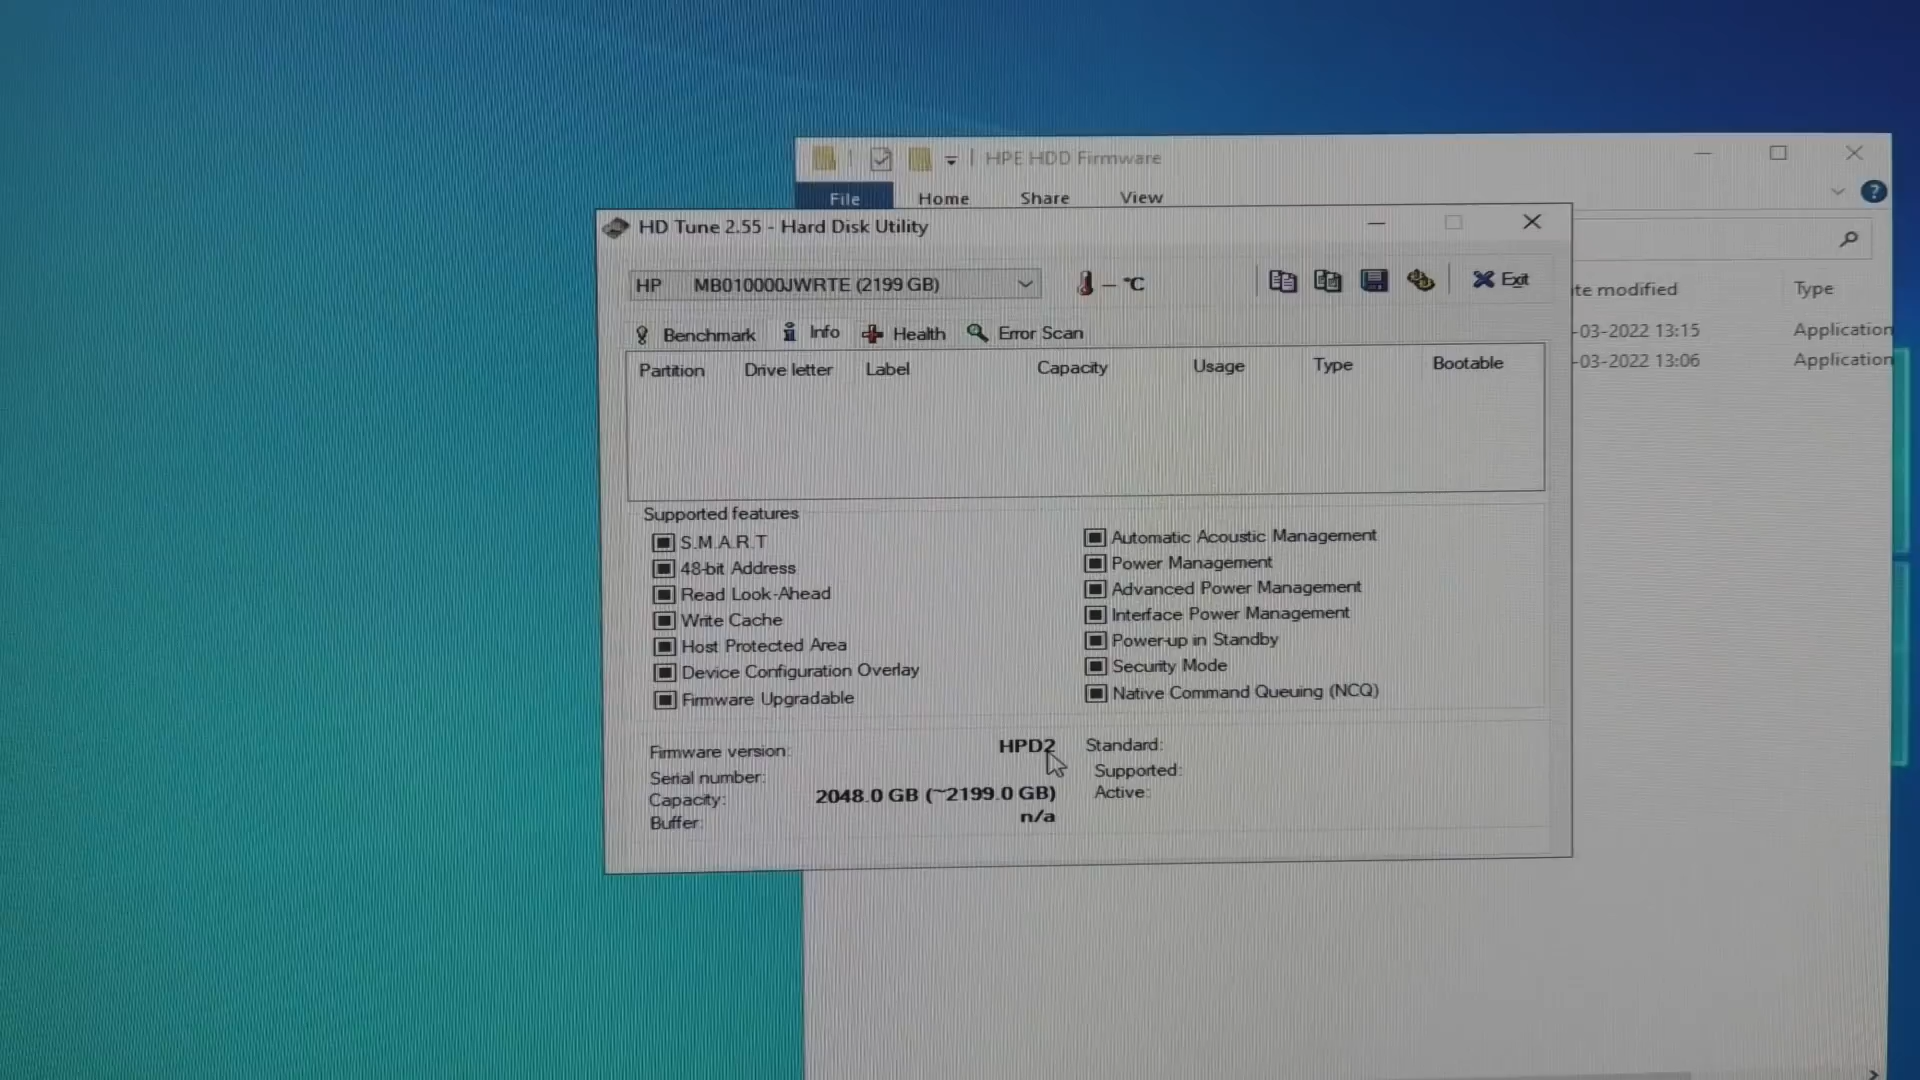 HPE HDD Firmware
File Home Share View
HD Tune 2.55 - Hard Disk Utility
HP MB010000JWRTE (2199 GB) – °C Exit
te modified Type
Benchmark Info Health Error Scan
-03-2022 13:15 Application
-03-2022 13:06 Application
Partition Drive letter Label Capacity Usage Type Bootable
Supported features
S.M.A.R.T
48-bit Address
Read Look-Ahead
Write Cache
Host Protected Area
Device Configuration Overlay
Firmware Upgradable
Automatic Acoustic Management
Power Management
Advanced Power Management
Interface Power Management
Power-up in Standby
Security Mode
Native Command Queuing (NCQ)
Firmware version: HPD2
Serial number:
Capacity: 2048.0 GB (~2199.0 GB)
Buffer: n/a
Standard:
Supported:
Active: